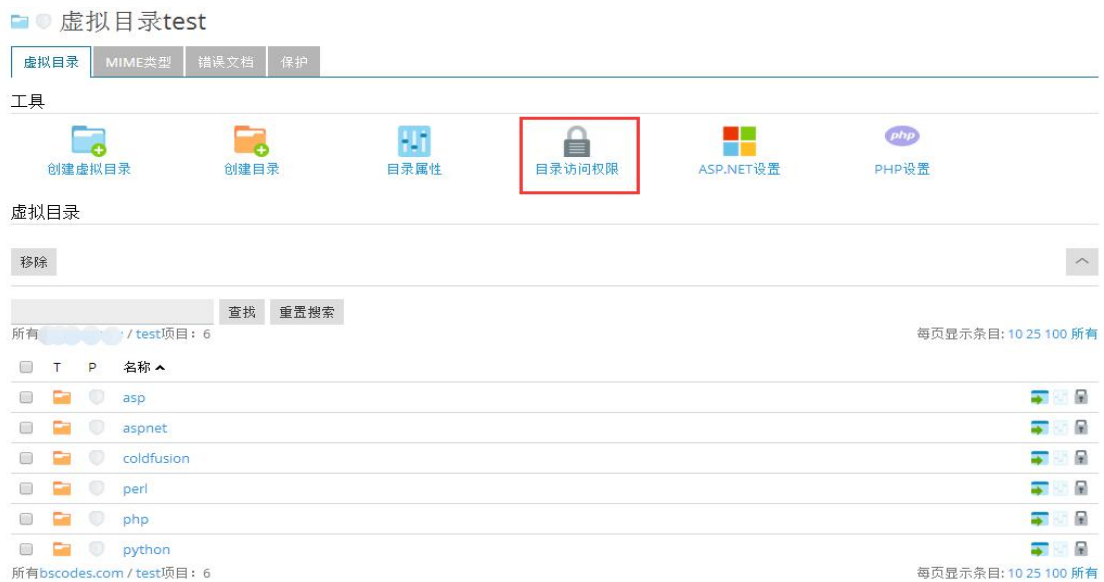 虚拟目录test
虚拟目录 MIME类型 错误文档 保护
工具
创建虚拟目录 创建目录 目录属性 目录访问权限 ASP.NET设置 php PHP设置
虚拟目录
移除
查找 重置搜索
所有 / test项目: 6 每页显示条目: 10 25 100 所有
T P 名称
asp
aspnet
coldfusion
perl
php
python
所有bscodes.com / test项目: 6 每页显示条目: 10 25 100 所有